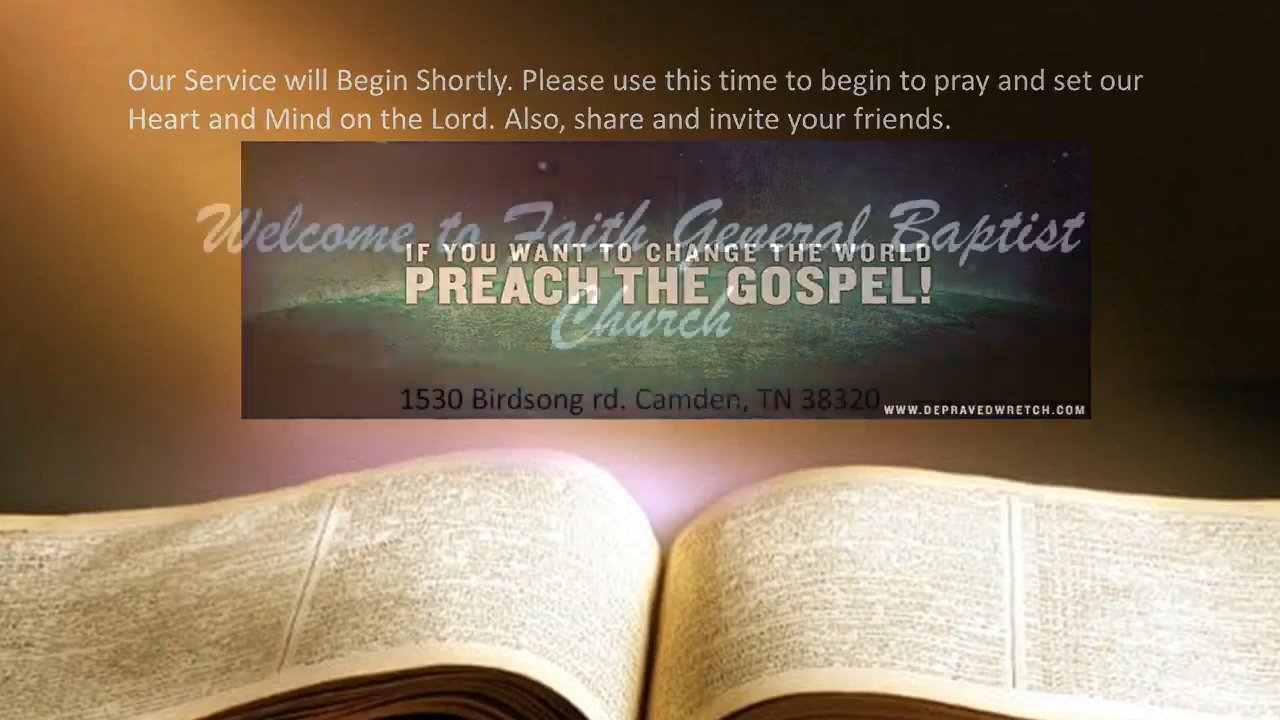 Our Service will Begin Shortly. Please use this time to begin to pray and set our
Heart and Mind on the Lord. Also, share and invite your friends.
Welcome to Faith General Baptist
Church
IF YOU WANT TO CHANGE THE WORLD
PREACH THE GOSPEL!
1530 Birdsong rd. Camden, TN 38320
WWW.DEPRAVEDWRETCH.COM